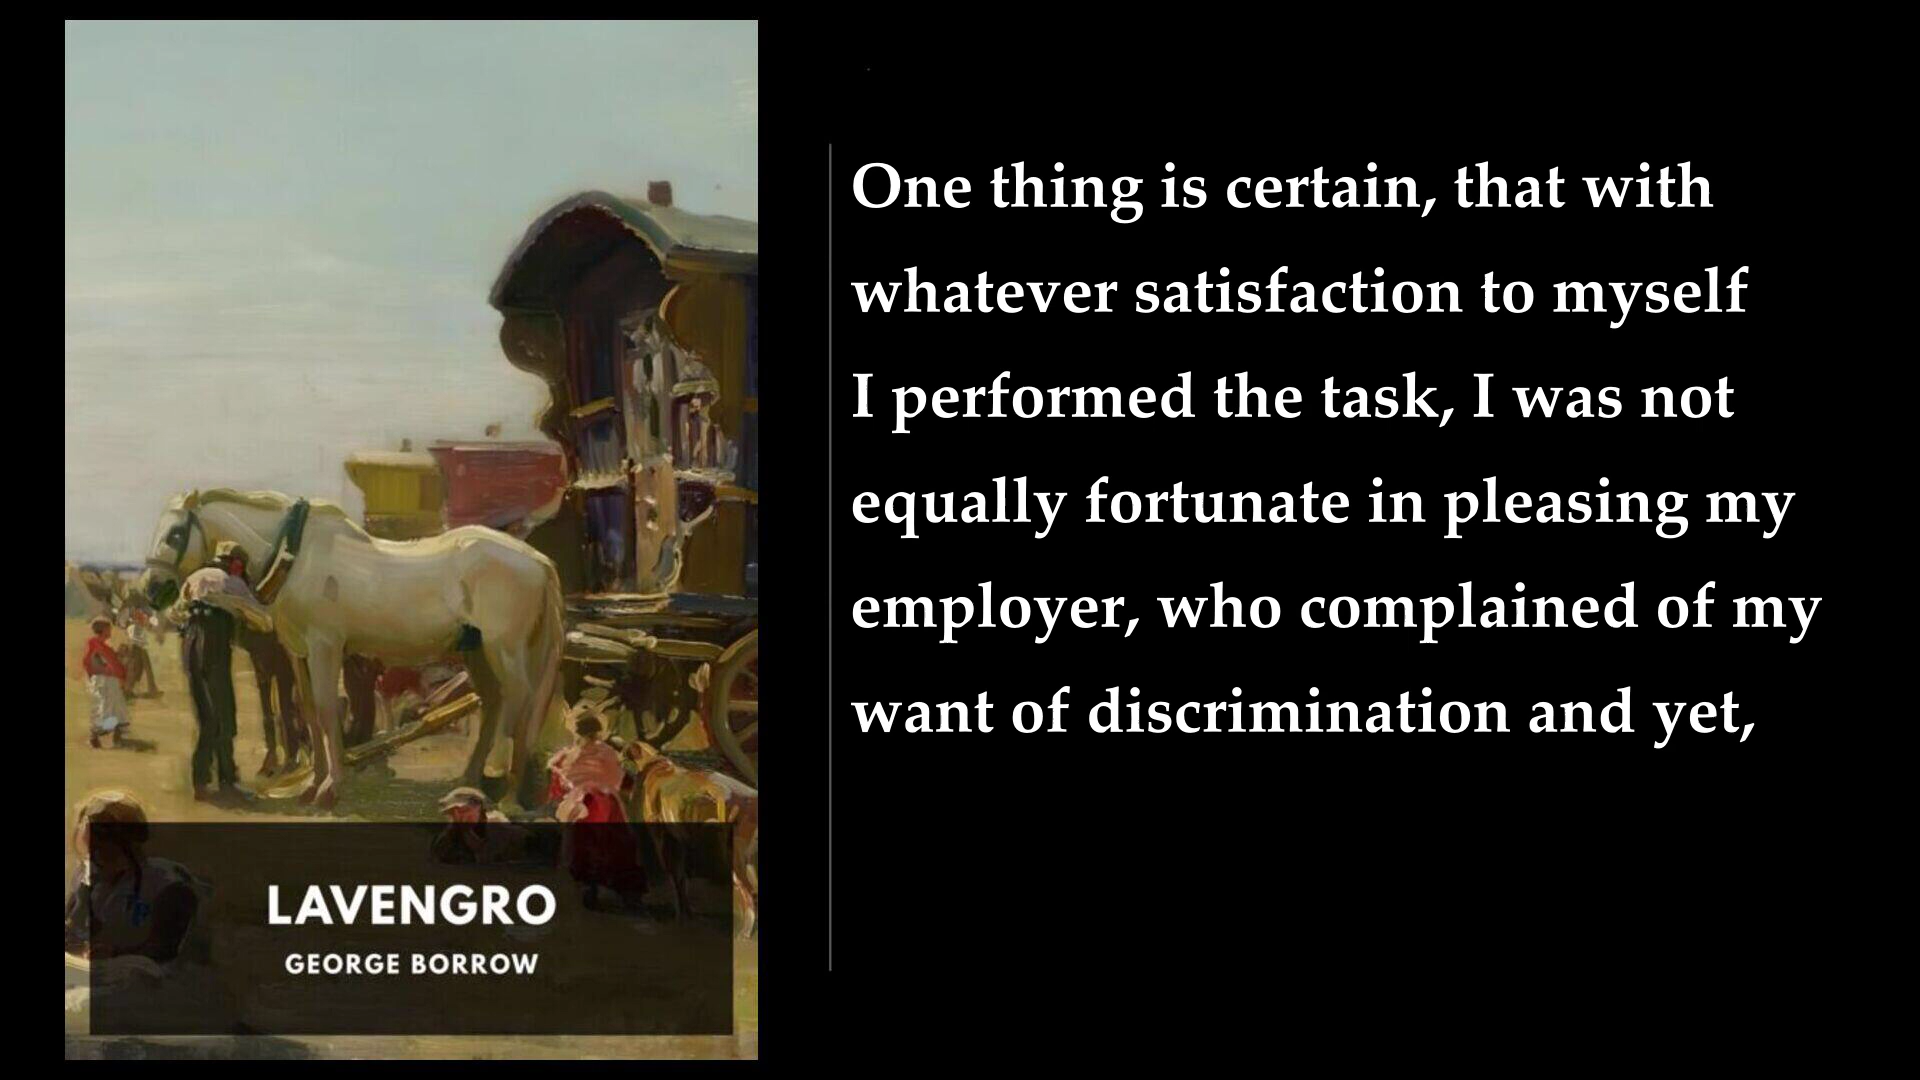 One thing is certain, that with
whatever satisfaction to myself
I performed the task, I was not
equally fortunate in pleasing my
employer, who complained of my
want of discrimination and yet,
LAVENGRO
GEORGE BORROW